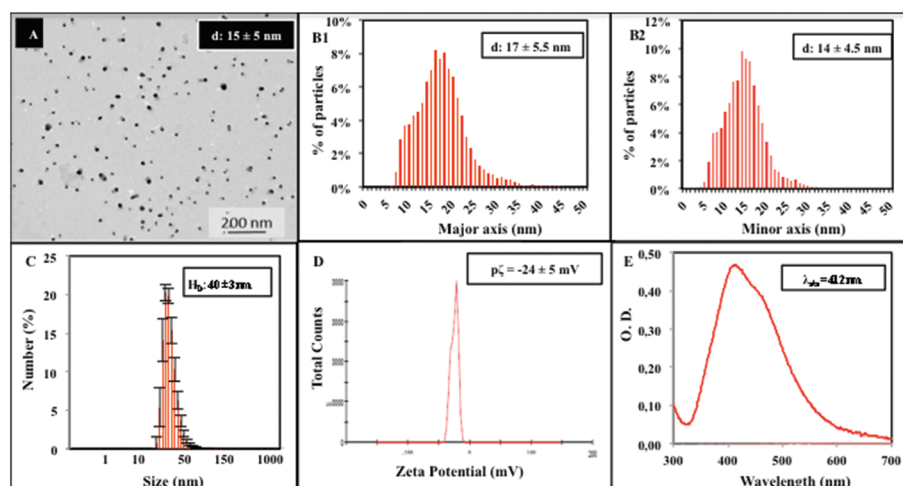 A
d: 15 ± 5 nm
200 nm
B1
d: 17 ± 5.5 nm
10%
8%
6%
4%
2%
0%
% of particles
0 5 10 15 20 25 30 35 40 45 50
Major axis (nm)
B2
d: 14 ± 4.5 nm
12%
10%
8%
6%
4%
2%
0%
% of particles
0 5 10 15 20 25 30 35 40 45 50
Minor axis (nm)
C
H_D: 40±3nm
25
20
15
10
5
0
Number (%)
1 10 50 150 1000
Size (nm)
D
pζ = -24 ± 5 mV
Total Counts
0
Zeta Potential (mV)
E
0,50
0,40
0,30
0,20
0,10
0,00
O. D.
300 400 500 600 700
Wavelength (nm)